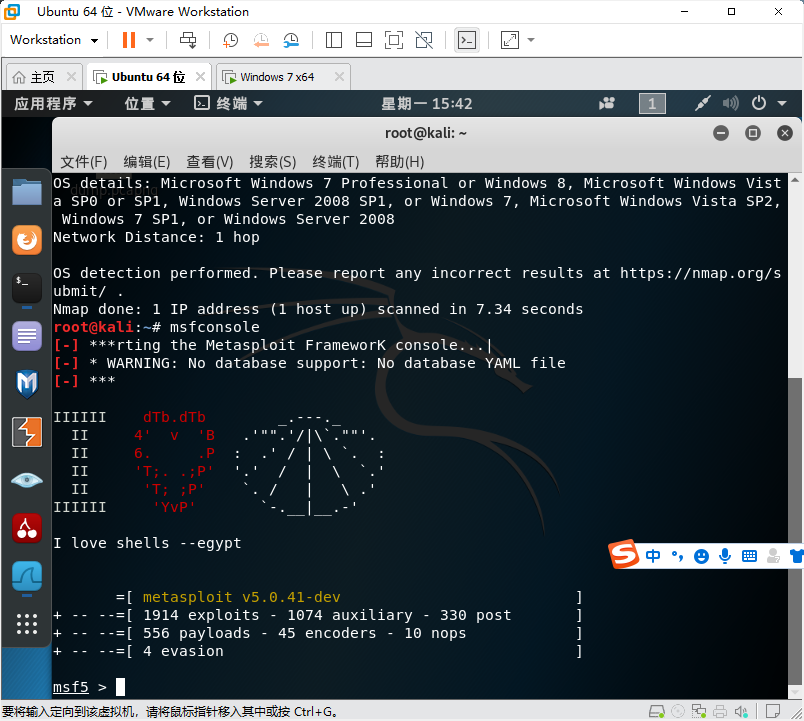 Ubuntu 64 位 - VMware Workstation
Workstation
主页
Ubuntu 64 位
Windows 7 x64
应用程序 位置 终端 星期一 15:42 1
root@kali: ~
文件(F) 编辑(E) 查看(V) 搜索(S) 终端(T) 帮助(H)
OS details: Microsoft Windows 7 Professional or Windows 8, Microsoft Windows Vist
a SP0 or SP1, Windows Server 2008 SP1, or Windows 7, Microsoft Windows Vista SP2,
 Windows 7 SP1, or Windows Server 2008
Network Distance: 1 hop
OS detection performed. Please report any incorrect results at https://nmap.org/s
ubmit/ .
Nmap done: 1 IP address (1 host up) scanned in 7.34 seconds
root@kali:~# msfconsole
[-] ***rting the Metasploit FrameworK console...|
[-] * WARNING: No database support: No database YAML file
[-] ***
IIIIII    dTb.dTb        _.---._
  II     4'  v  'B   .'"".'/|\`.""'.
  II     6.     .P  :  .' / | \ `.  :
  II     'T;. .;P'  '.'  /  |  \  `.'
  II      'T; ;P'    `. /   |   \ .'
IIIIII     'YvP'       `-.__|__.-'
I love shells --egypt
       =[ metasploit v5.0.41-dev                          ]
+ -- --=[ 1914 exploits - 1074 auxiliary - 330 post       ]
+ -- --=[ 556 payloads - 45 encoders - 10 nops            ]
+ -- --=[ 4 evasion                                       ]
msf5 >
中
要将输入定向到该虚拟机，请将鼠标指针移入其中或按 Ctrl+G。